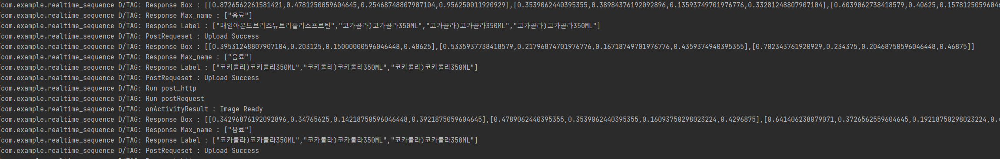 /com.example.realtime_sequence D/TAG: Response Box : [[0.8726562261581421,0.4781250059604645,0.25468748807907104,0.956250011920929],[0.3539062440395355,0.38984376192092896,0.13593749701976776,0.33281248807907104],[0.6039062738418579,0.40625,0.1578125059604
/com.example.realtime_sequence D/TAG: Response Max_name : ["음료"]
/com.example.realtime_sequence D/TAG: Response Label : ["매일아몬드브리즈뉴트리플러스프로틴","코카콜라)코카콜라350ML","코카콜라)코카콜라350ML","코카콜라)코카콜라350ML"]
/com.example.realtime_sequence D/TAG: PostRequeset : Upload Success
/com.example.realtime_sequence D/TAG: Response Box : [[0.39531248807907104,0.203125,0.15000000596046448,0.40625],[0.5335937738418579,0.21796874701976776,0.16718749701976776,0.4359374940395355],[0.702343761920929,0.234375,0.20468750596046448,0.46875]]
/com.example.realtime_sequence D/TAG: Response Max_name : ["음료"]
/com.example.realtime_sequence D/TAG: Response Label : ["코카콜라)코카콜라350ML","코카콜라)코카콜라350ML","코카콜라)코카콜라350ML"]
/com.example.realtime_sequence D/TAG: PostRequeset : Upload Success
/com.example.realtime_sequence D/TAG: Run post_http
/com.example.realtime_sequence D/TAG: Run postRequest
/com.example.realtime_sequence D/TAG: onActivityResult : Image Ready
/com.example.realtime_sequence D/TAG: Response Box : [[0.34296876192092896,0.34765625,0.14218750596046448,0.3921875059604645],[0.4789062440395355,0.3539062440395355,0.16093750298023224,0.4296875],[0.641406238079071,0.3726562559604645,0.19218750298023224,0.4
/com.example.realtime_sequence D/TAG: Response Max_name : ["음료"]
/com.example.realtime_sequence D/TAG: Response Label : ["코카콜라)코카콜라350ML","코카콜라)코카콜라350ML","코카콜라)코카콜라350ML"]
/com.example.realtime_sequence D/TAG: PostRequeset : Upload Success